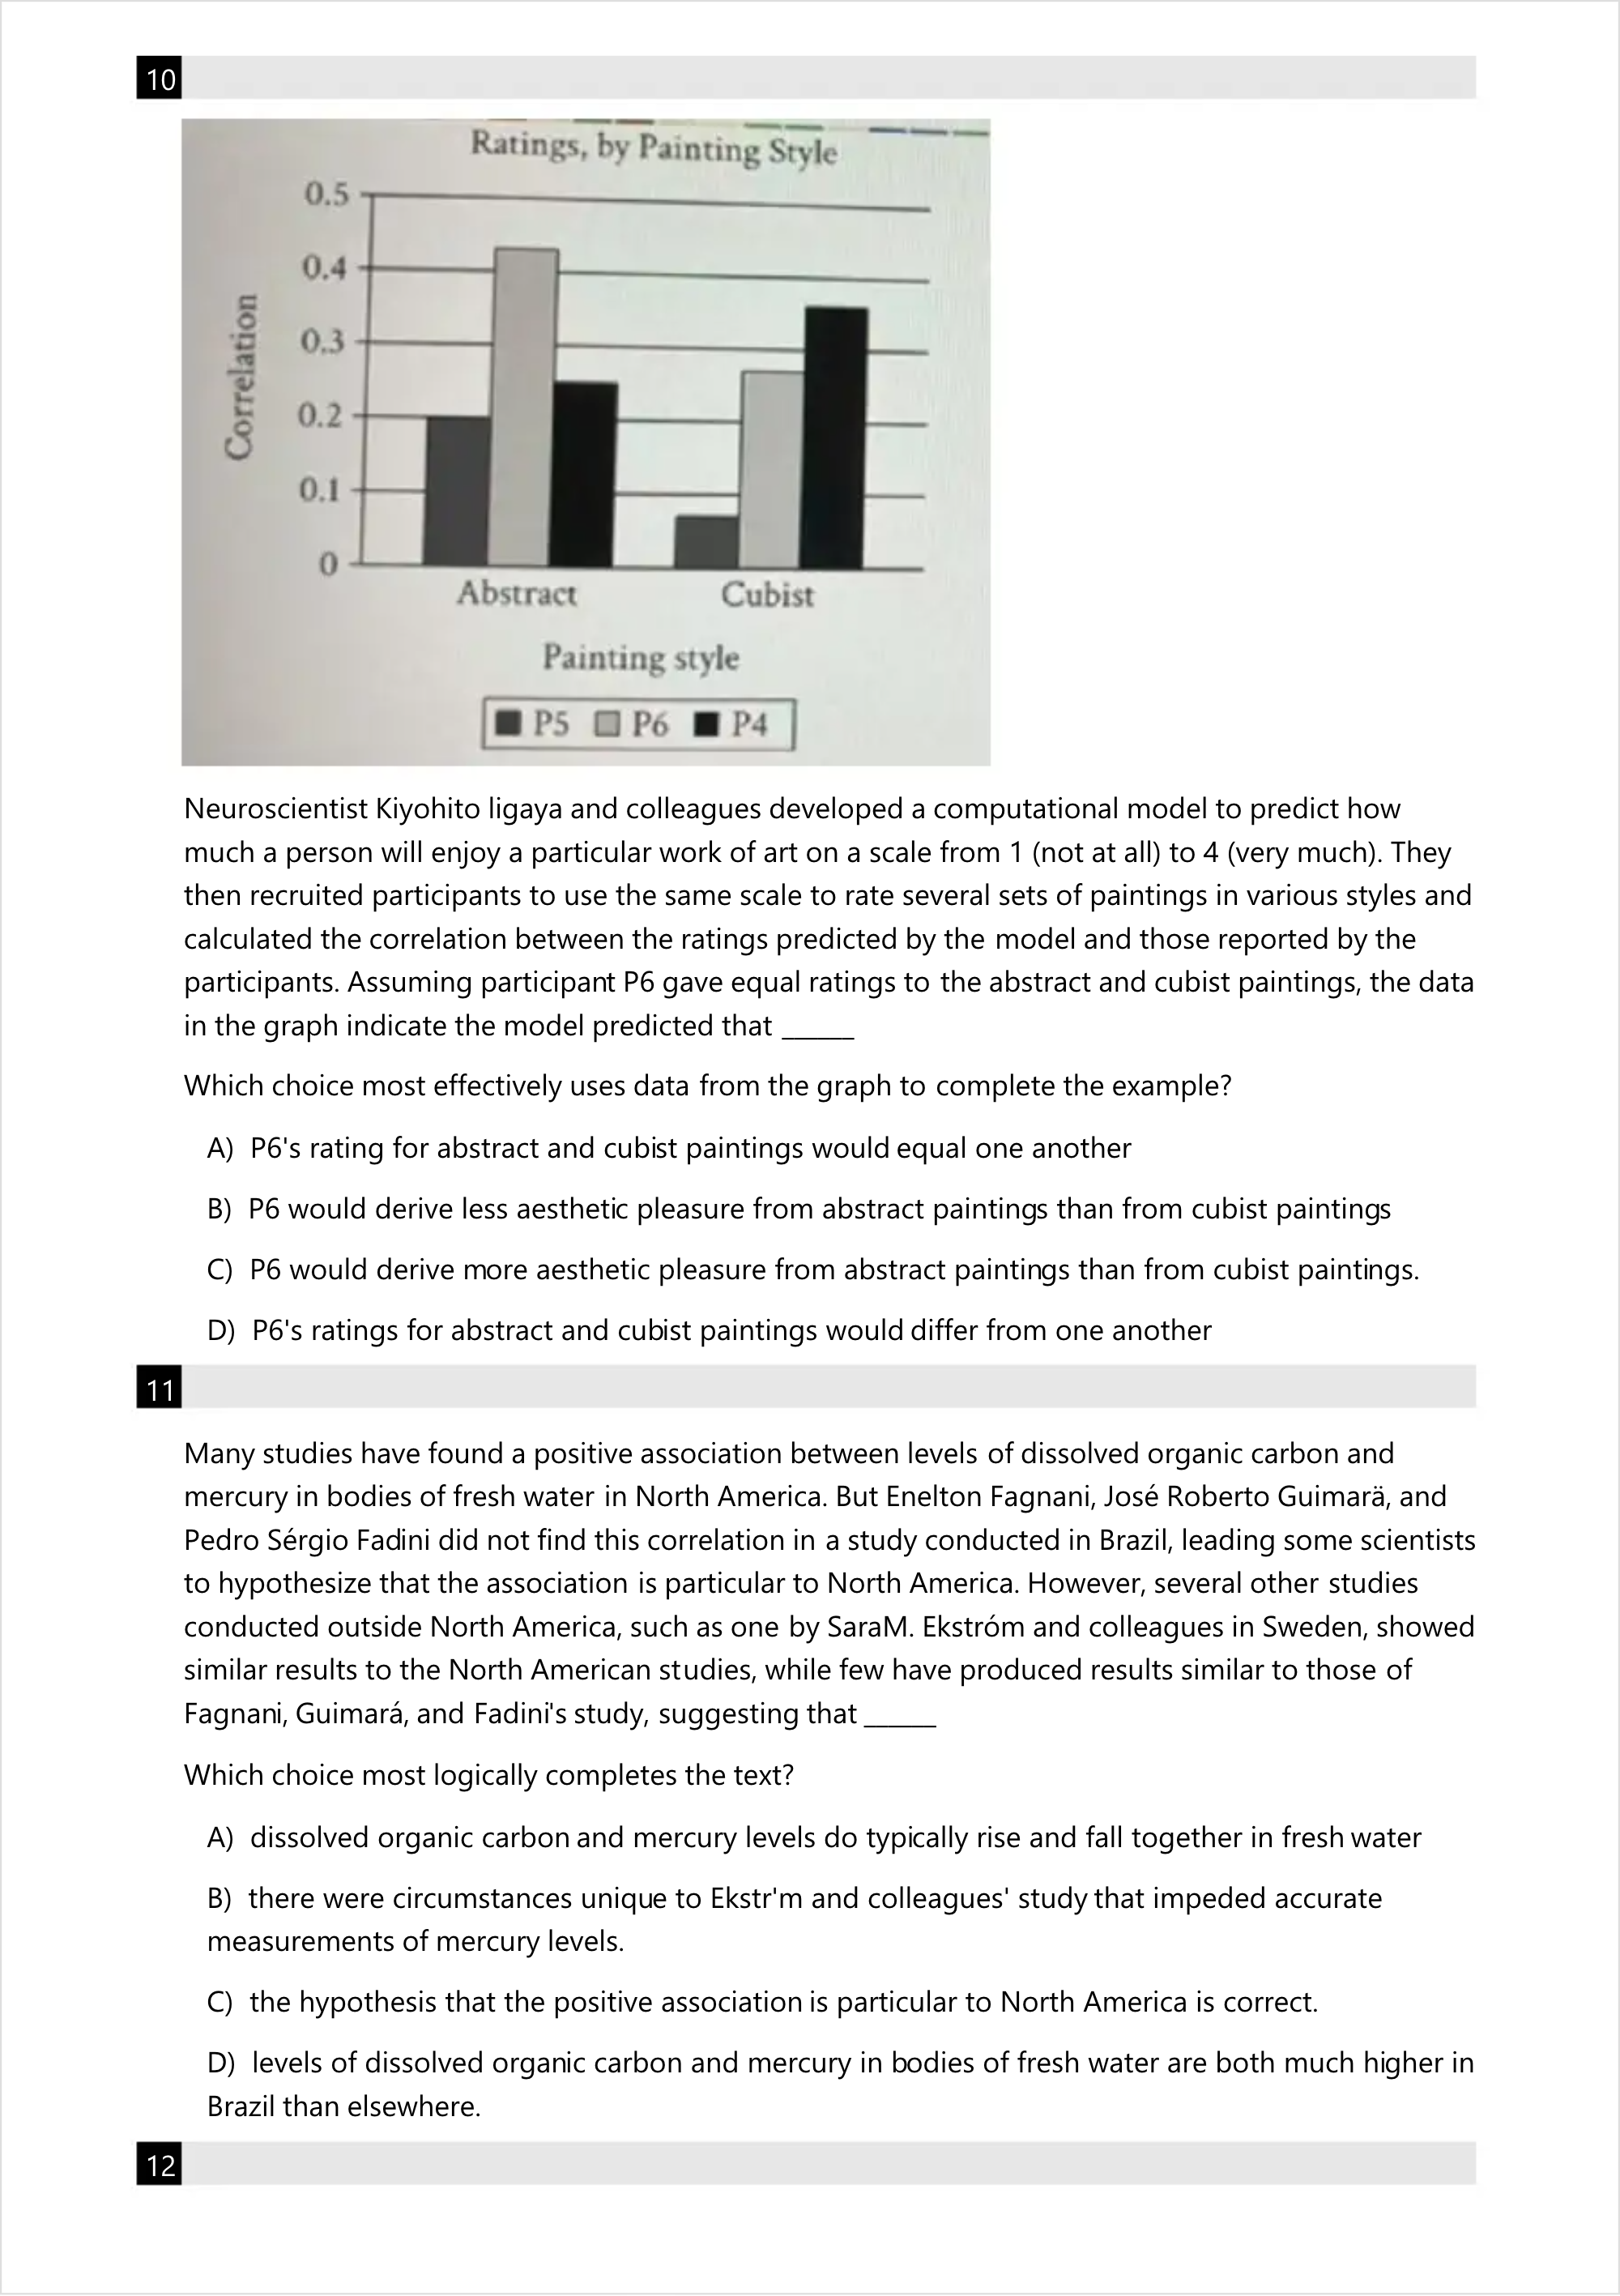 10
Ratings, by Painting Style
0.5
0.4
0.3
0.2
0.1
0
Correlation
Abstract Cubist
Painting style
P5 P6 P4
Neuroscientist Kiyohito ligaya and colleagues developed a computational model to predict how
much a person will enjoy a particular work of art on a scale from 1 (not at all) to 4 (very much). They
then recruited participants to use the same scale to rate several sets of paintings in various styles and
calculated the correlation between the ratings predicted by the model and those reported by the
participants. Assuming participant P6 gave equal ratings to the abstract and cubist paintings, the data
in the graph indicate the model predicted that ______
Which choice most effectively uses data from the graph to complete the example?
A) P6's rating for abstract and cubist paintings would equal one another
B) P6 would derive less aesthetic pleasure from abstract paintings than from cubist paintings
C) P6 would derive more aesthetic pleasure from abstract paintings than from cubist paintings.
D) P6's ratings for abstract and cubist paintings would differ from one another
11
Many studies have found a positive association between levels of dissolved organic carbon and
mercury in bodies of fresh water in North America. But Enelton Fagnani, José Roberto Guimarä, and
Pedro Sérgio Fadini did not find this correlation in a study conducted in Brazil, leading some scientists
to hypothesize that the association is particular to North America. However, several other studies
conducted outside North America, such as one by SaraM. Ekstróm and colleagues in Sweden, showed
similar results to the North American studies, while few have produced results similar to those of
Fagnani, Guimará, and Fadini's study, suggesting that ______
Which choice most logically completes the text?
A) dissolved organic carbon and mercury levels do typically rise and fall together in fresh water
B) there were circumstances unique to Ekstr'm and colleagues' study that impeded accurate
measurements of mercury levels.
C) the hypothesis that the positive association is particular to North America is correct.
D) levels of dissolved organic carbon and mercury in bodies of fresh water are both much higher in
Brazil than elsewhere.
12